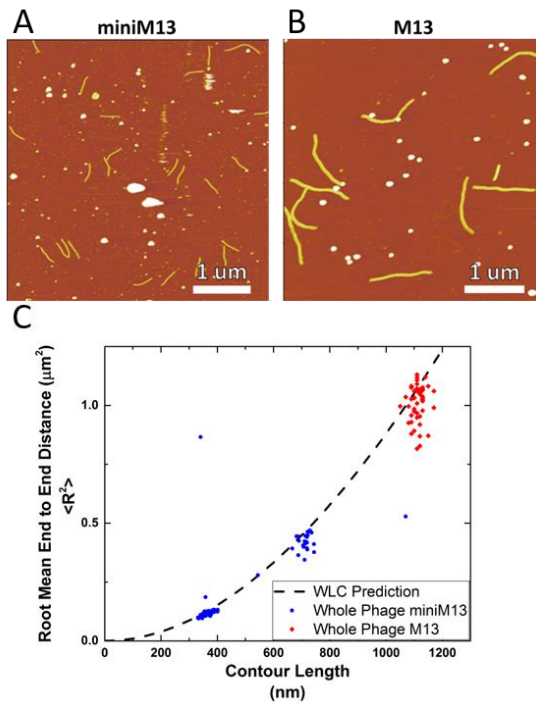 A
miniM13
1 um
B
M13
1 um
C
Root Mean End to End Distance (μm²)
<R²>
1.0
0.5
0.0
0 200 400 600 800 1000 1200
Contour Length
(nm)
WLC Prediction
Whole Phage miniM13
Whole Phage M13